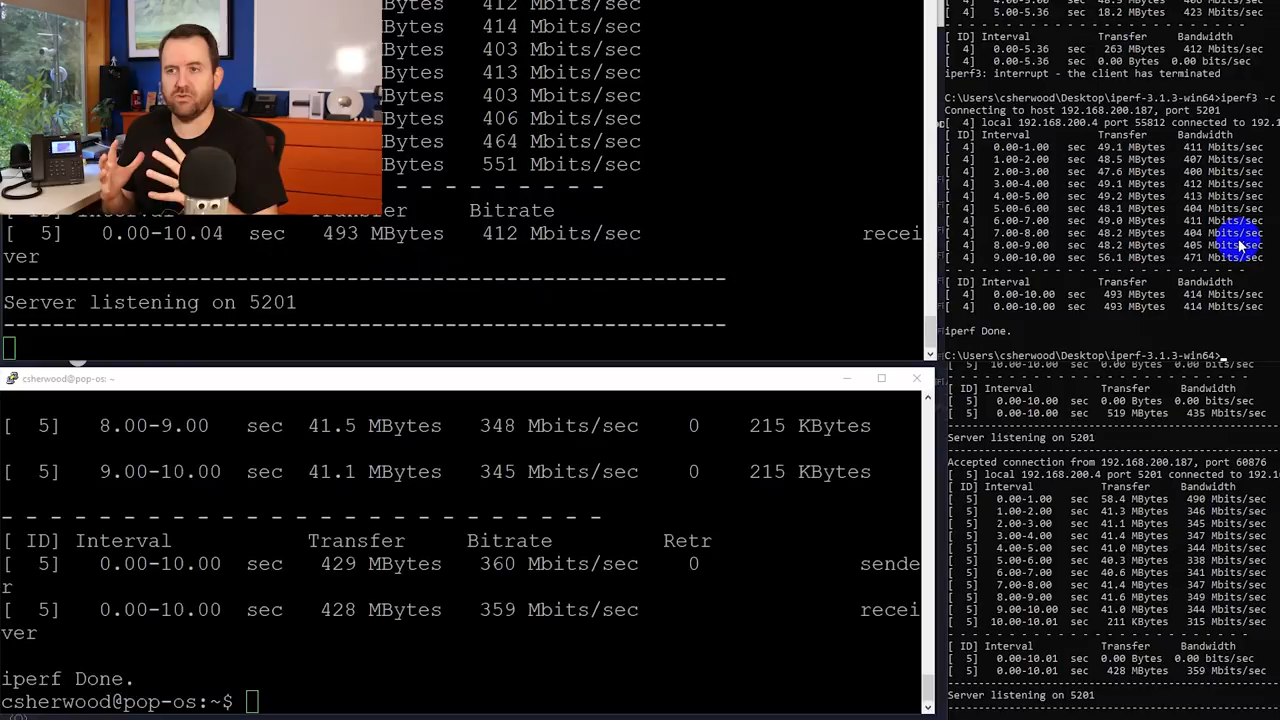 412 Mbits/sec
414 Mbits/sec
403 Mbits/sec
413 Mbits/sec
403 Mbits/sec
406 Mbits/sec
464 Mbits/sec
551 Mbits/sec
- - - - - - - - -
Bitrate
[ 5] 0.00-10.04 sec 493 MBytes 412 Mbits/sec recei
ver
-----------------------------------------------------------
Server listening on 5201
-----------------------------------------------------------
csherwood@pop-os: ~
[ 5] 8.00-9.00 sec 41.5 MBytes 348 Mbits/sec 0 215 KBytes
[ 5] 9.00-10.00 sec 41.1 MBytes 345 Mbits/sec 0 215 KBytes
- - - - - - - - - - - - - - - - - - - - - - - - -
[ ID] Interval Transfer Bitrate Retr
[ 5] 0.00-10.00 sec 429 MBytes 360 Mbits/sec 0 sende
r
[ 5] 0.00-10.00 sec 428 MBytes 359 Mbits/sec recei
ver
iperf Done.
csherwood@pop-os:~$
[ 4] 5.00-5.36 sec 18.2 MBytes 423 Mbits/sec
- - - - - - - - - - - - - - - - - - - - - - - - -
[ ID] Interval Transfer Bandwidth
[ 4] 0.00-5.36 sec 263 MBytes 412 Mbits/sec
[ 4] 0.00-5.36 sec 0.00 Bytes 0.00 bits/sec
iperf3: interrupt - the client has terminated
C:\Users\csherwood\Desktop\iperf-3.1.3-win64>iperf3 -c
Connecting to host 192.168.200.187, port 5201
[ 4] local 192.168.200.4 port 55812 connected to 192.1
[ ID] Interval Transfer Bandwidth
[ 4] 0.00-1.00 sec 49.1 MBytes 411 Mbits/sec
[ 4] 1.00-2.00 sec 48.5 MBytes 407 Mbits/sec
[ 4] 2.00-3.00 sec 47.6 MBytes 400 Mbits/sec
[ 4] 3.00-4.00 sec 49.1 MBytes 412 Mbits/sec
[ 4] 4.00-5.00 sec 49.2 MBytes 413 Mbits/sec
[ 4] 5.00-6.00 sec 48.1 MBytes 404 Mbits/sec
[ 4] 6.00-7.00 sec 49.0 MBytes 411 Mbits/sec
[ 4] 7.00-8.00 sec 48.2 MBytes 404 Mbits/sec
[ 4] 8.00-9.00 sec 48.2 MBytes 405 Mbits/sec
[ 4] 9.00-10.00 sec 56.1 MBytes 471 Mbits/sec
- - - - - - - - - - - - - - - - - - - - - - - - -
[ ID] Interval Transfer Bandwidth
[ 4] 0.00-10.00 sec 493 MBytes 414 Mbits/sec
[ 4] 0.00-10.00 sec 493 MBytes 414 Mbits/sec
iperf Done.
C:\Users\csherwood\Desktop\iperf-3.1.3-win64>
- - - - - - - - - - - - - - - - - - - - - - - - -
[ ID] Interval Transfer Bandwidth
[ 5] 0.00-10.00 sec 0.00 Bytes 0.00 bits/sec
[ 5] 0.00-10.00 sec 519 MBytes 435 Mbits/sec
-----------------------------------------------------------
Server listening on 5201
-----------------------------------------------------------
Accepted connection from 192.168.200.187, port 60876
[ 5] local 192.168.200.4 port 5201 connected to 192.16
[ ID] Interval Transfer Bandwidth
[ 5] 0.00-1.00 sec 58.4 MBytes 490 Mbits/sec
[ 5] 1.00-2.00 sec 41.3 MBytes 346 Mbits/sec
[ 5] 2.00-3.00 sec 41.1 MBytes 345 Mbits/sec
[ 5] 3.00-4.00 sec 41.4 MBytes 347 Mbits/sec
[ 5] 4.00-5.00 sec 41.0 MBytes 344 Mbits/sec
[ 5] 5.00-6.00 sec 40.3 MBytes 338 Mbits/sec
[ 5] 6.00-7.00 sec 40.6 MBytes 341 Mbits/sec
[ 5] 7.00-8.00 sec 41.4 MBytes 347 Mbits/sec
[ 5] 8.00-9.00 sec 41.6 MBytes 349 Mbits/sec
[ 5] 9.00-10.00 sec 41.0 MBytes 344 Mbits/sec
[ 5] 10.00-10.01 sec 211 KBytes 315 Mbits/sec
- - - - - - - - - - - - - - - - - - - - - - - - -
[ ID] Interval Transfer Bandwidth
[ 5] 0.00-10.01 sec 0.00 Bytes 0.00 bits/sec
[ 5] 0.00-10.01 sec 428 MBytes 359 Mbits/sec
-----------------------------------------------------------
Server listening on 5201
-----------------------------------------------------------